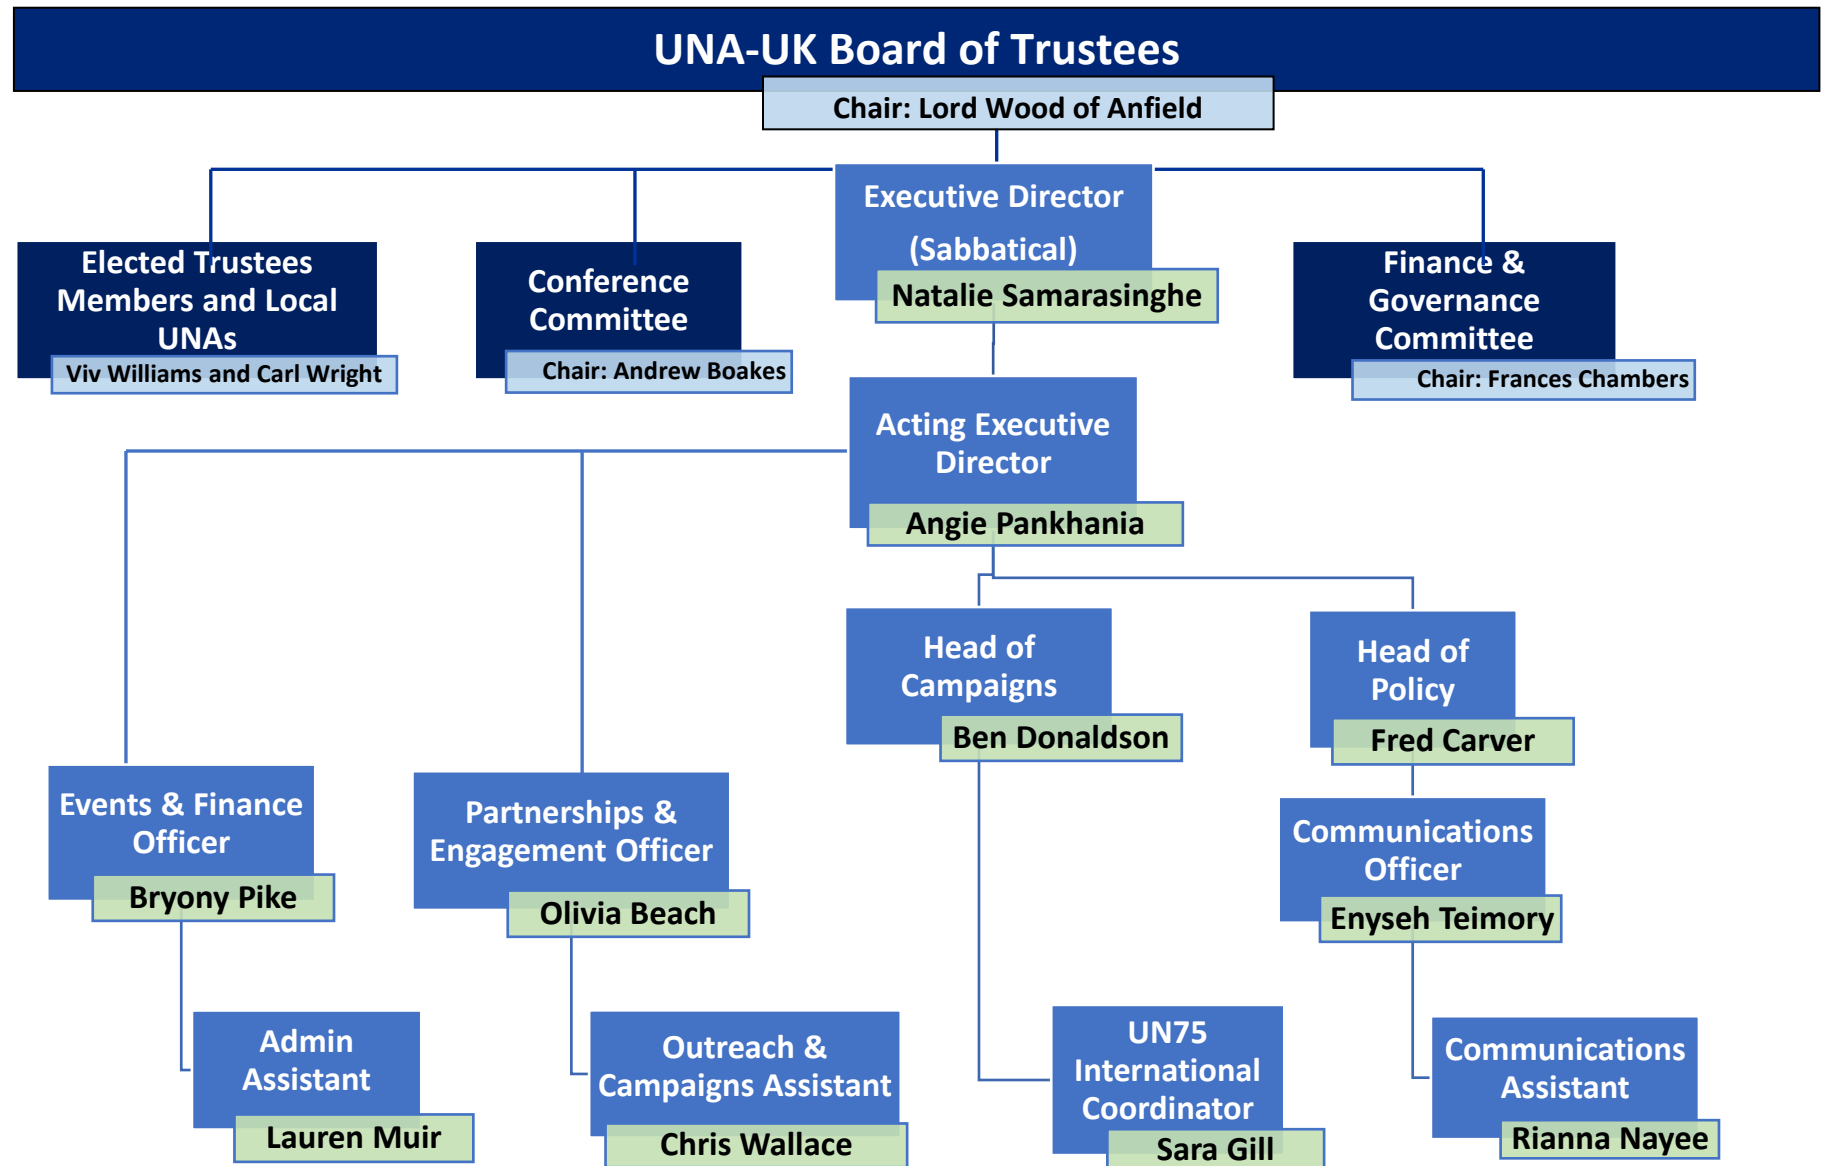 UNA-UK Board of Trustees
Chair: Lord Wood of Anfield
Executive Director
(Sabbatical)
Natalie Samarasinghe
Elected Trustees
Members and Local
UNAs
Viv Williams and Carl Wright
Conference
Committee
Chair: Andrew Boakes
Finance &
Governance
Committee
Chair: Frances Chambers
Acting Executive
Director
Angie Pankhania
Head of
Campaigns
Ben Donaldson
Head of
Policy
Fred Carver
Events & Finance
Officer
Bryony Pike
Partnerships &
Engagement Officer
Olivia Beach
Communications
Officer
Enyseh Teimory
Admin
Assistant
Lauren Muir
Outreach &
Campaigns Assistant
Chris Wallace
UN75
International
Coordinator
Sara Gill
Communications
Assistant
Rianna Nayee